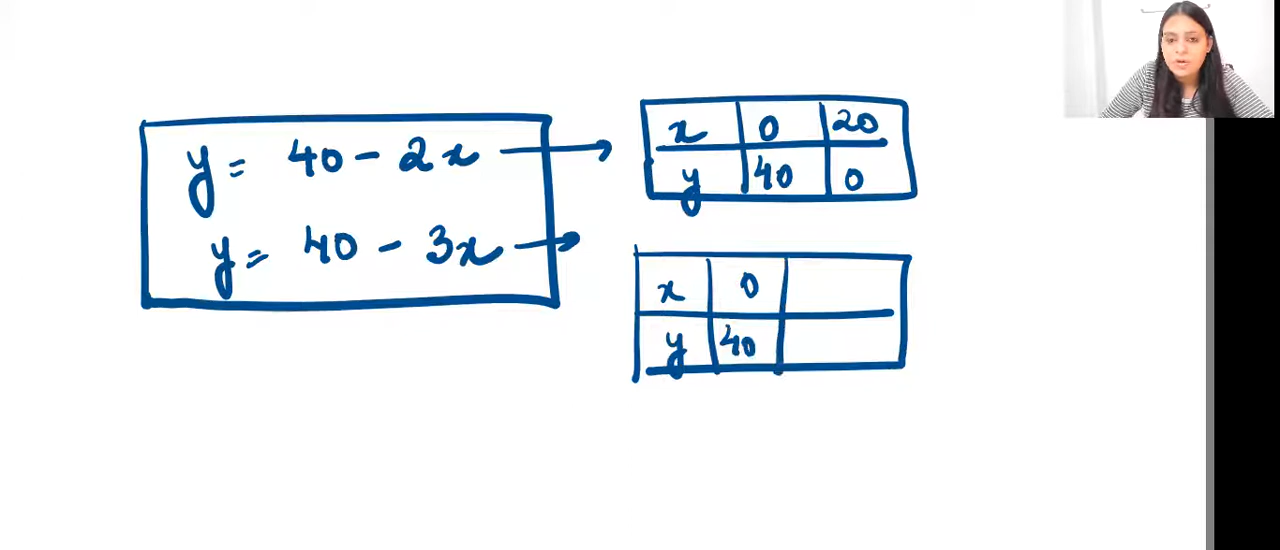 y = 40 - 2x
y = 40 - 3x
x 0 20
y 40 0
x 0
y 40